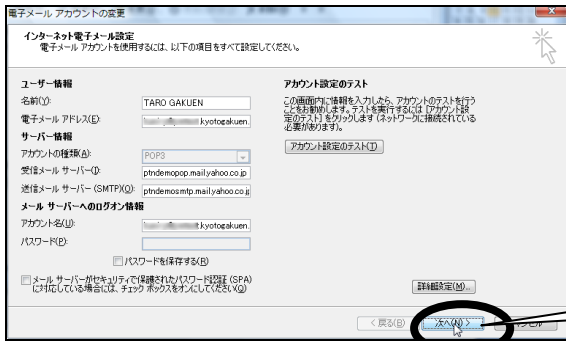 電子メール アカウントの変更
インターネット電子メール設定
電子メール アカウントを使用するには、以下の項目をすべて設定してください。
ユーザー情報
名前(Y):
TARO GAKUEN
電子メール アドレス(E):
kyotogakuen.
サーバー情報
アカウントの種類(A):
POP3
受信メール サーバー(I):
ptndemopop.mail.yahoo.co.jp
送信メール サーバー (SMTP)(O):
ptndemosmtp.mail.yahoo.co.jp
メール サーバーへのログオン情報
アカウント名(U):
kyotogakuen.
パスワード(P):
パスワードを保存する(R)
メール サーバーがセキュリティで保護されたパスワード認証 (SPA)
に対応している場合には、チェック ボックスをオンにしてください(Q)
アカウント設定のテスト
この画面内に情報を入力したら、アカウントのテストを行う
ことをお勧めします。テストを実行するには [アカウント設
定のテスト] をクリックします (ネットワークに接続されている
必要があります)。
アカウント設定のテスト(T)
詳細設定(M)...
< 戻る(B)
次へ(N) >